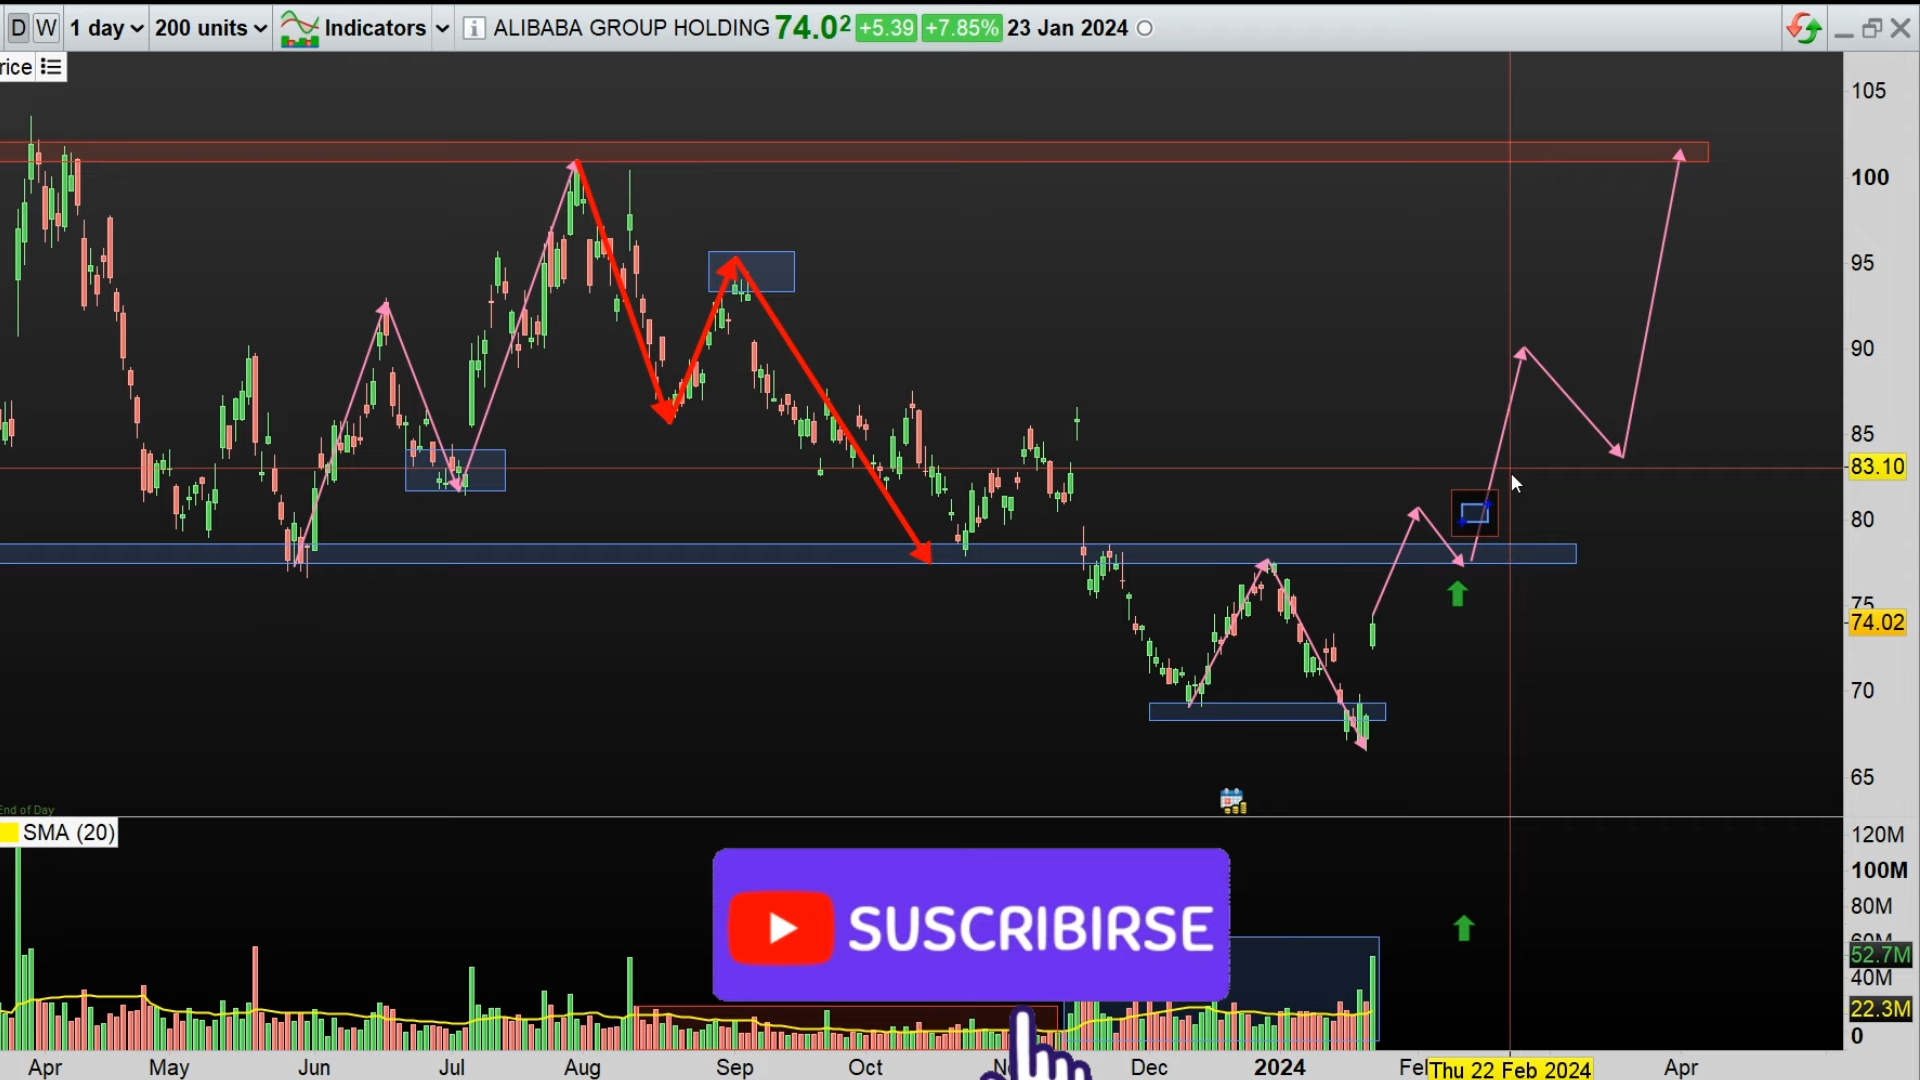 D W 1 day 200 units Indicators ALIBABA GROUP HOLDING 74.02 +5.39 +7.85% 23 Jan 2024
rice
105
100
95
90
85
83.10
80
75
74.02
70
65
End of Day
SMA (20)
120M
100M
80M
60M
52.7M
40M
22.3M
0
SUSCRIBIRSE
Apr May Jun Jul Aug Sep Oct Dec 2024 Thu 22 Feb 2024 Apr